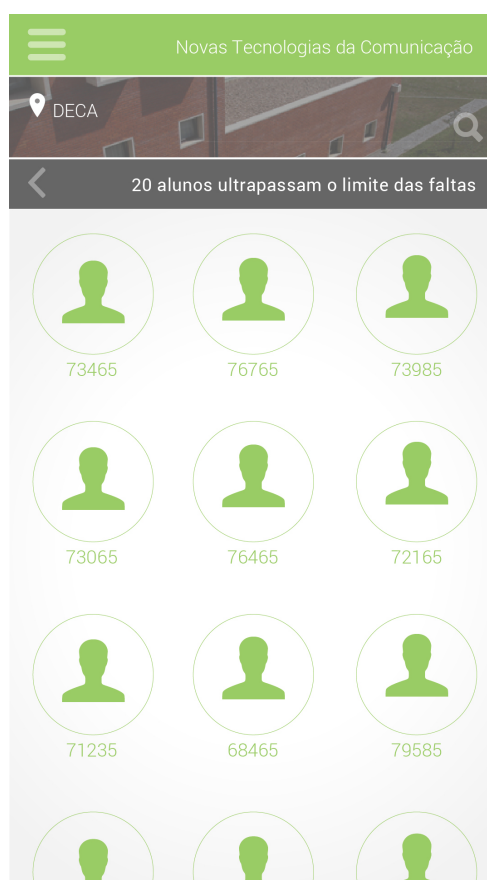 Novas Tecnologias da Comunicação
DECA
20 alunos ultrapassam o limite das faltas
73465 76765 73985
73065 76465 72165
71235 68465 79585